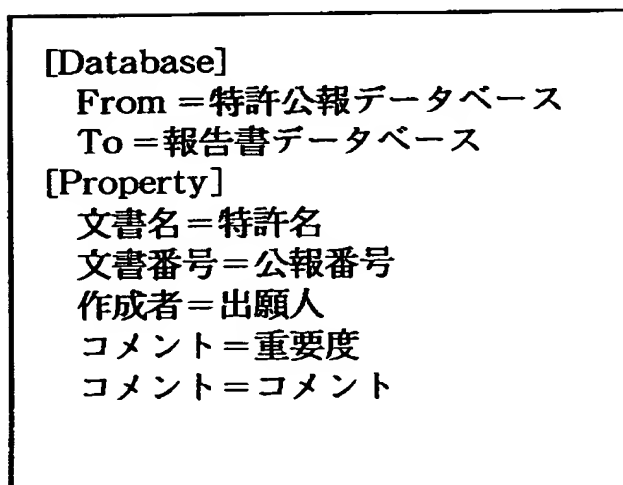 [Database]
From＝特許公報データベース
To＝報告書データベース
[Property]
文書名＝特許名
文書番号＝公報番号
作成者＝出願人
コメント＝重要度
コメント＝コメント